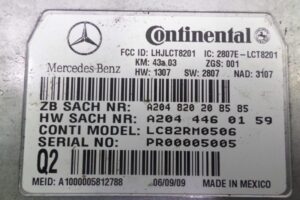 Continental
FCC ID: LHJLCT8201 IC: 2807E-LCT8201
Mercedes-Benz KM: 43a.03 ZGS: 001
HW: 1307 SW: 2807 NAD: 3107
ZB SACH NR: A204 820 20 85 85
HW SACH NR: A204 446 01 59
CONTI MODEL: LC82RM0506
SERIAL NO: PR00005005
Q2
MEID: A1000005812788 06/09/09 MADE IN MEXICO